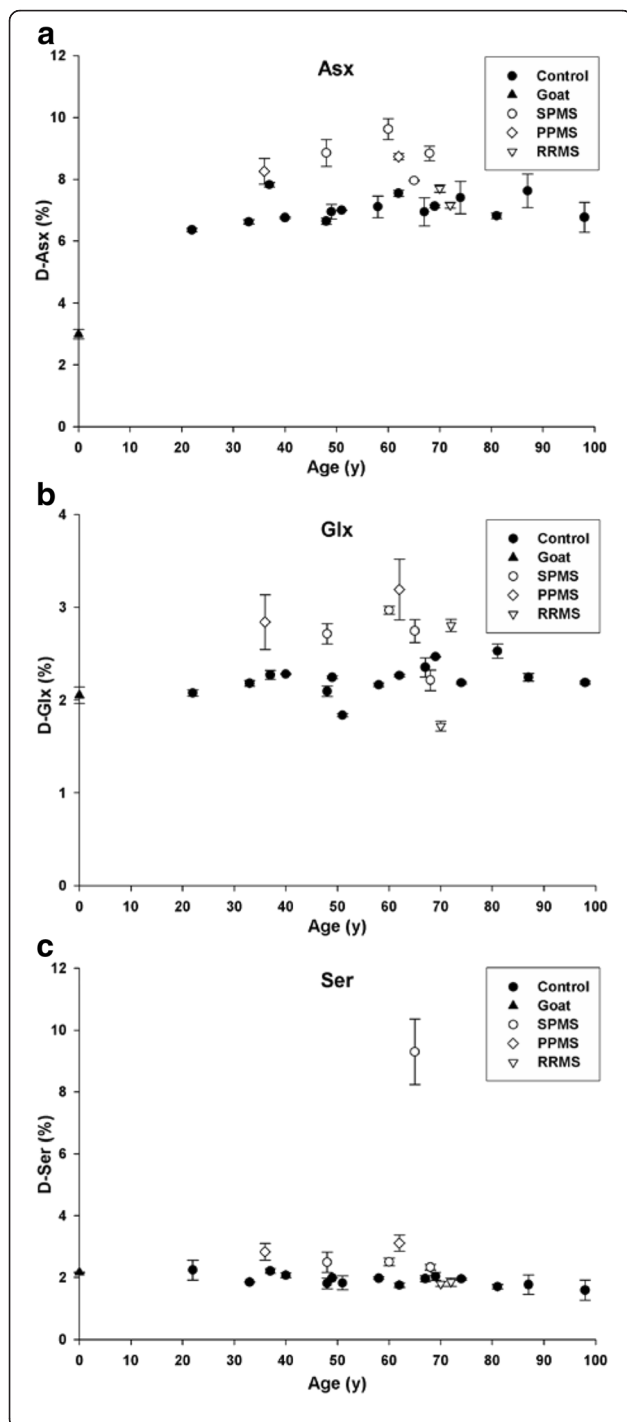 a
Asx
Control
Goat
SPMS
PPMS
RRMS
D-Asx (%)
12
10
8
6
4
2
0
0 10 20 30 40 50 60 70 80 90 100
Age (y)
b
Glx
Control
Goat
SPMS
PPMS
RRMS
D-Glx (%)
4
3
2
1
0
0 10 20 30 40 50 60 70 80 90 100
Age (y)
c
Ser
Control
Goat
SPMS
PPMS
RRMS
D-Ser (%)
12
10
8
6
4
2
0
0 10 20 30 40 50 60 70 80 90 100
Age (y)